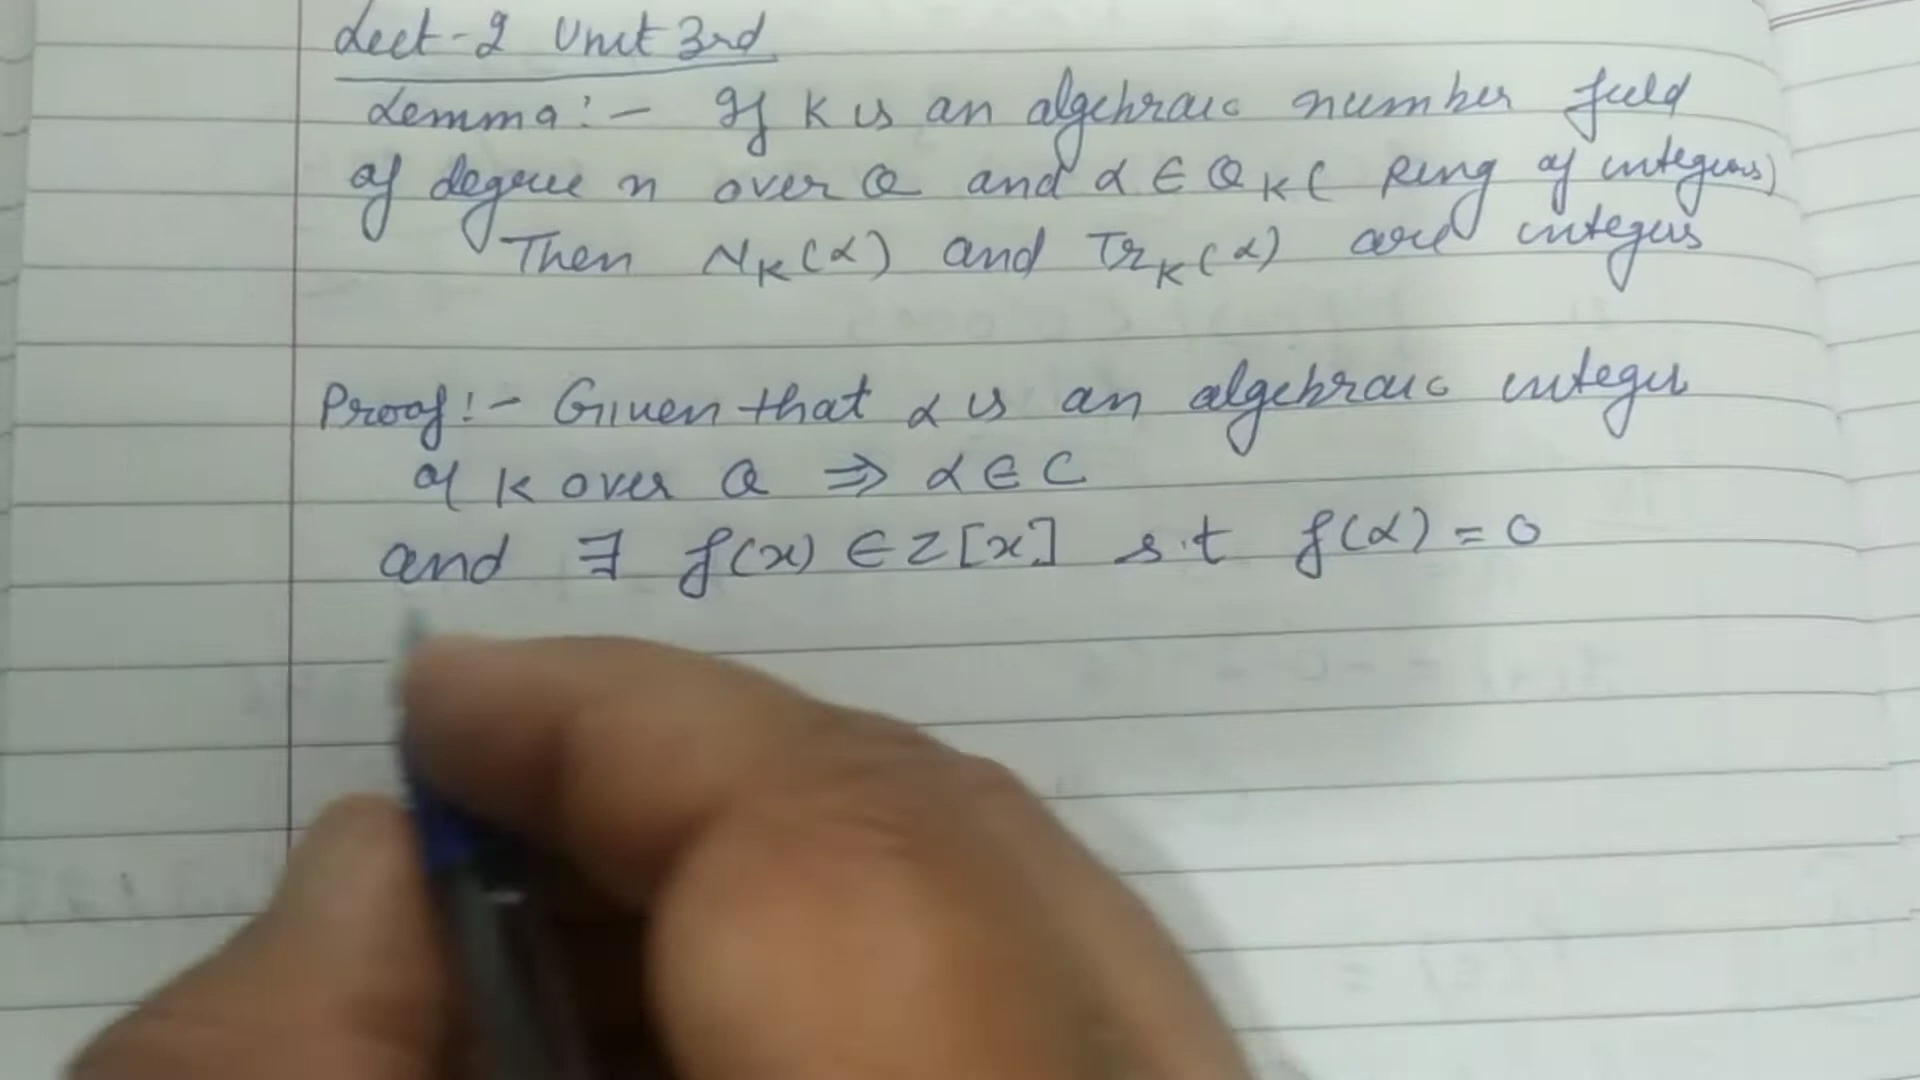 Lect-2 Unit 3rd
Lemma:- If K is an algebraic number field
of degree n over Q and α ∈ O_K ( Ring of integers)
Then N_K(α) and Tr_K(α) are integers
Proof:- Given that α is an algebraic integer
of K over Q ⇒ α ∈ C
and ∃ f(x) ∈ Z[x] s.t f(α) = 0